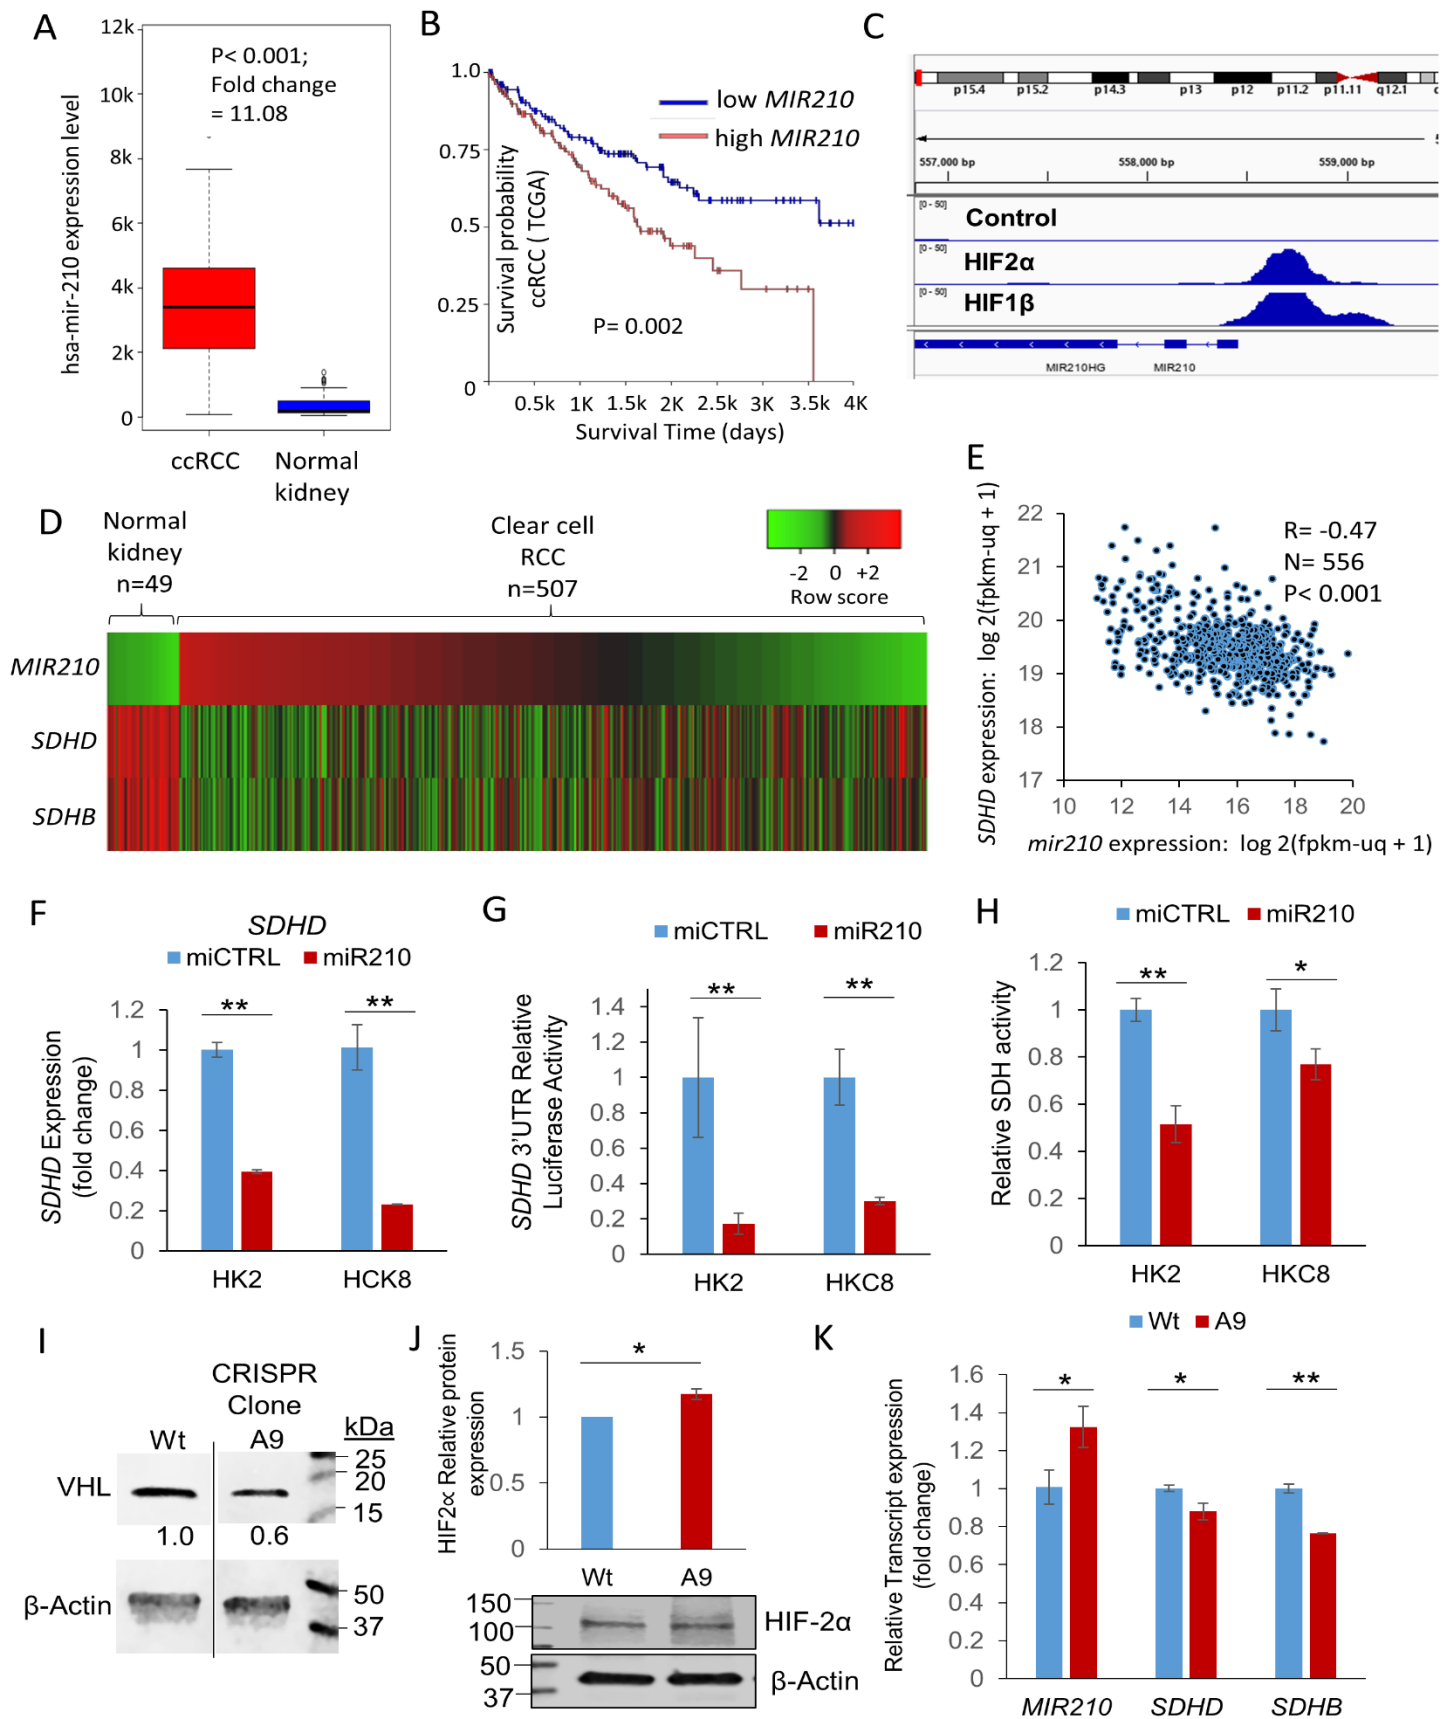 A
12k
10k
8k
6k
4k
2k
0
hsa-mir-210 expression level
P< 0.001;
Fold change
= 11.08
ccRCC
Normal
kidney
B
1.0
0.75
0.5
0.25
0
Survival probability
ccRCC ( TCGA)
low MIR210
high MIR210
P= 0.002
0.5k 1K 1.5k 2K 2.5k 3K 3.5k 4K
Survival Time (days)
C
p15.4 p15.2 p14.3 p13 p12 p11.2 p11.11 q12.1
557,000 bp 558,000 bp 559,000 bp
[0 - 50]
Control
[0 - 50]
HIF2α
[0 - 50]
HIF1β
MIR210HG MIR210
D
Normal
kidney
n=49
Clear cell
RCC
n=507
-2 0 +2
Row score
MIR210
SDHD
SDHB
E
22
21
20
19
18
17
SDHD expression: log 2(fpkm-uq + 1)
R= -0.47
N= 556
P< 0.001
10 12 14 16 18 20
mir210 expression: log 2(fpkm-uq + 1)
F
SDHD
miCTRL miR210
1.2
1
0.8
0.6
0.4
0.2
0
SDHD Expression
(fold change)
** **
HK2 HCK8
G
miCTRL miR210
1.4
1.2
1
0.8
0.6
0.4
0.2
0
SDHD 3'UTR Relative
Luciferase Activity
** **
HK2 HKC8
H
miCTRL miR210
1.2
1
0.8
0.6
0.4
0.2
0
Relative SDH activity
** *
HK2 HKC8
I
CRISPR
Clone
Wt A9 kDa
VHL
25
20
15
1.0 0.6
β-Actin
50
37
J
1.5
1
0.5
0
HIF2∝ Relative protein
expression
*
Wt A9
150
100
HIF-2α
50
37
β-Actin
K
Wt A9
1.6
1.4
1.2
1
0.8
0.6
0.4
0.2
0
Relative Transcript expression
(fold change)
* * **
MIR210 SDHD SDHB